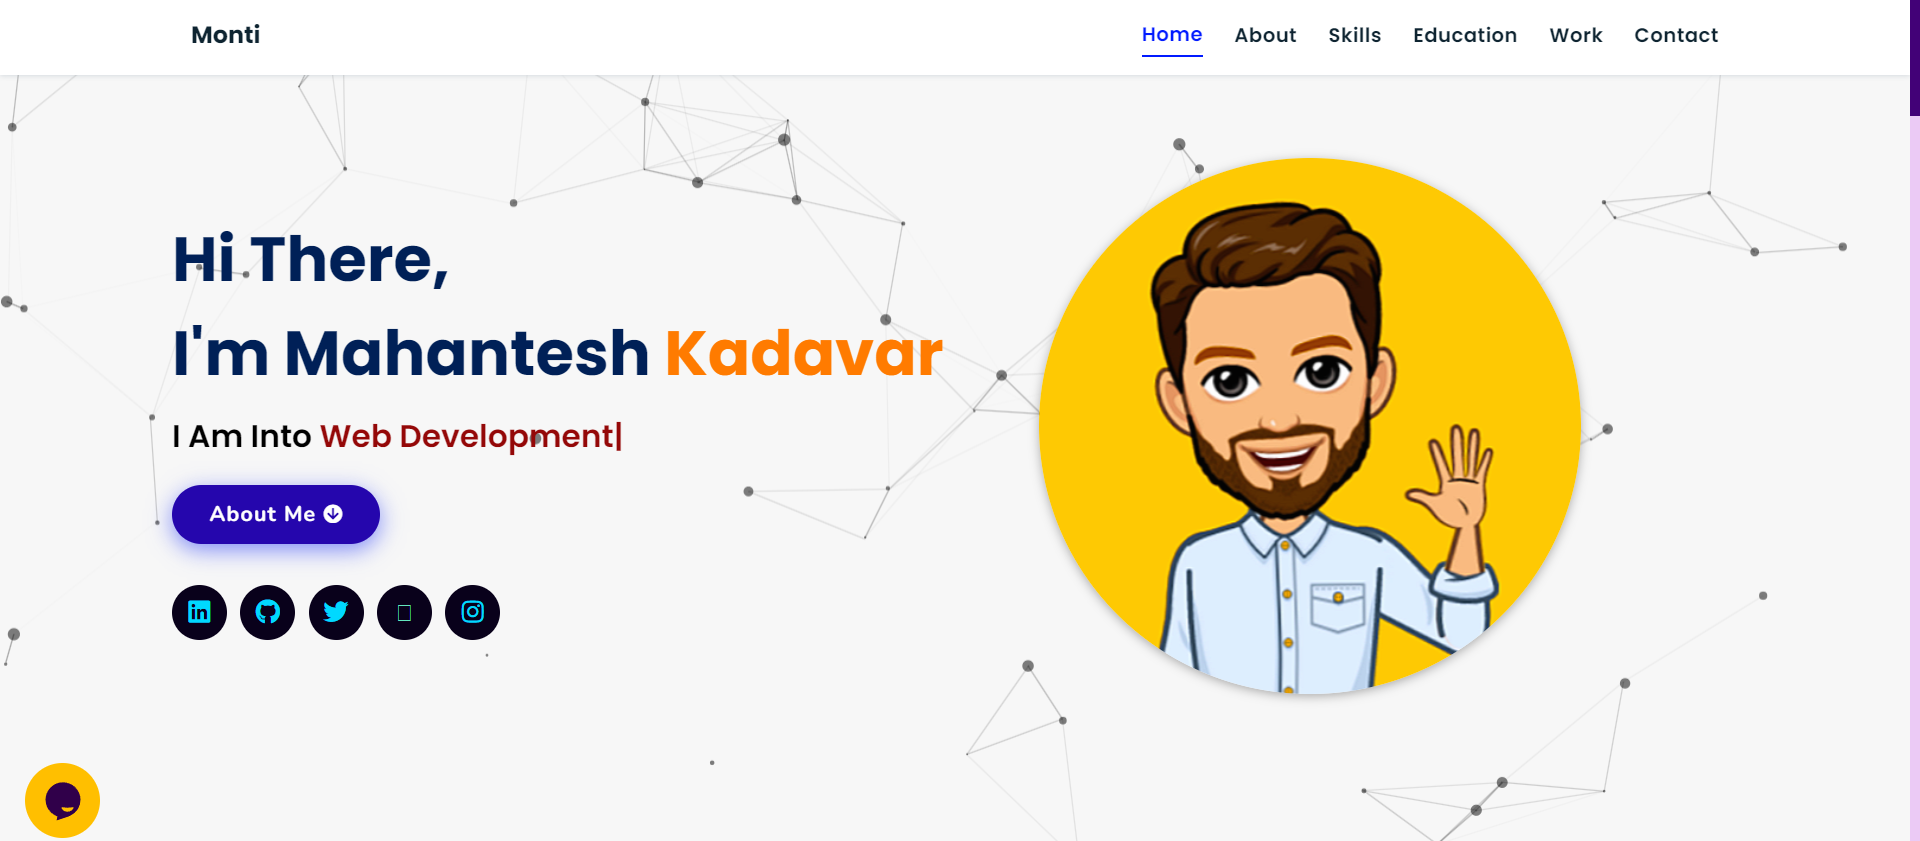 Monti
Home About Skills Education Work Contact
Hi There,
I'm Mahantesh Kadavar
I Am Into Web Development|
About Me